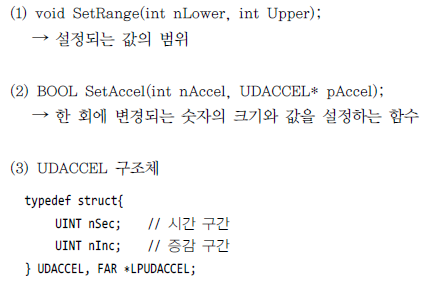 (1) void SetRange(int nLower, int Upper);
→ 설정되는 값의 범위
(2) BOOL SetAccel(int nAccel, UDACCEL* pAccel);
→ 한 회에 변경되는 숫자의 크기와 값을 설정하는 함수
(3) UDACCEL 구조체
typedef struct{
UINT nSec; // 시간 구간
UINT nInc; // 증감 구간
} UDACCEL, FAR *LPUDACCEL;